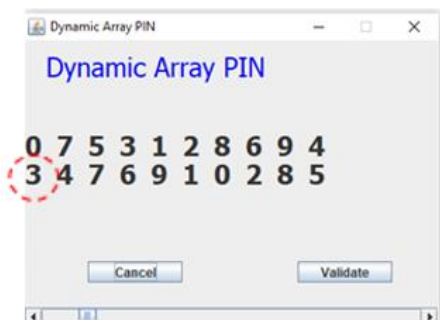 Dynamic Array PIN
Dynamic Array PIN
0 7 5 3 1 2 8 6 9 4
3 4 7 6 9 1 0 2 8 5
Cancel Validate